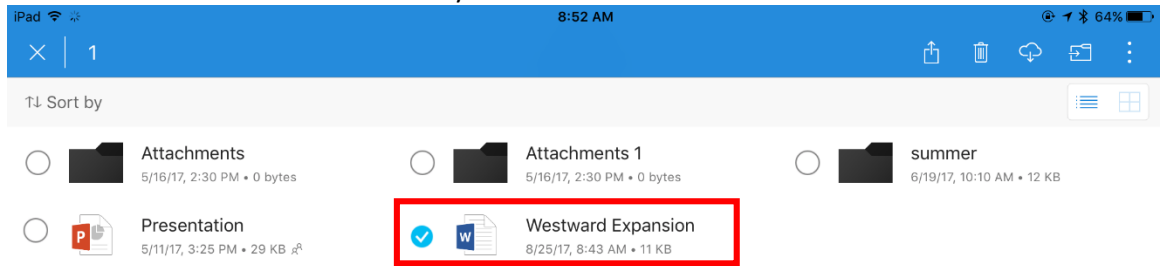 iPad 8:52 AM 64%
1
Sort by
Attachments Attachments 1 summer
5/16/17, 2:30 PM • 0 bytes 5/16/17, 2:30 PM • 0 bytes 6/19/17, 10:10 AM • 12 KB
P Presentation W Westward Expansion
5/11/17, 3:25 PM • 29 KB 8/25/17, 8:43 AM • 11 KB